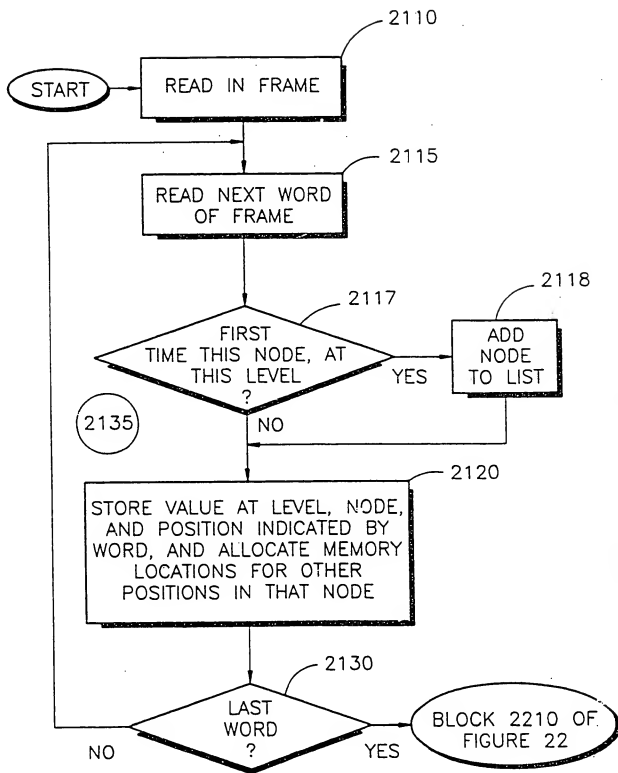 2110
START
READ IN FRAME
2115
READ NEXT WORD
OF FRAME
2117
2118
FIRST
TIME THIS NODE, AT
THIS LEVEL
?
YES
ADD
NODE
TO LIST
2135
NO
2120
STORE VALUE AT LEVEL, NODE,
AND POSITION INDICATED BY
WORD, AND ALLOCATE MEMORY
LOCATIONS FOR OTHER
POSITIONS IN THAT NODE
2130
LAST
WORD
?
NO
YES
BLOCK 2210 OF
FIGURE 22